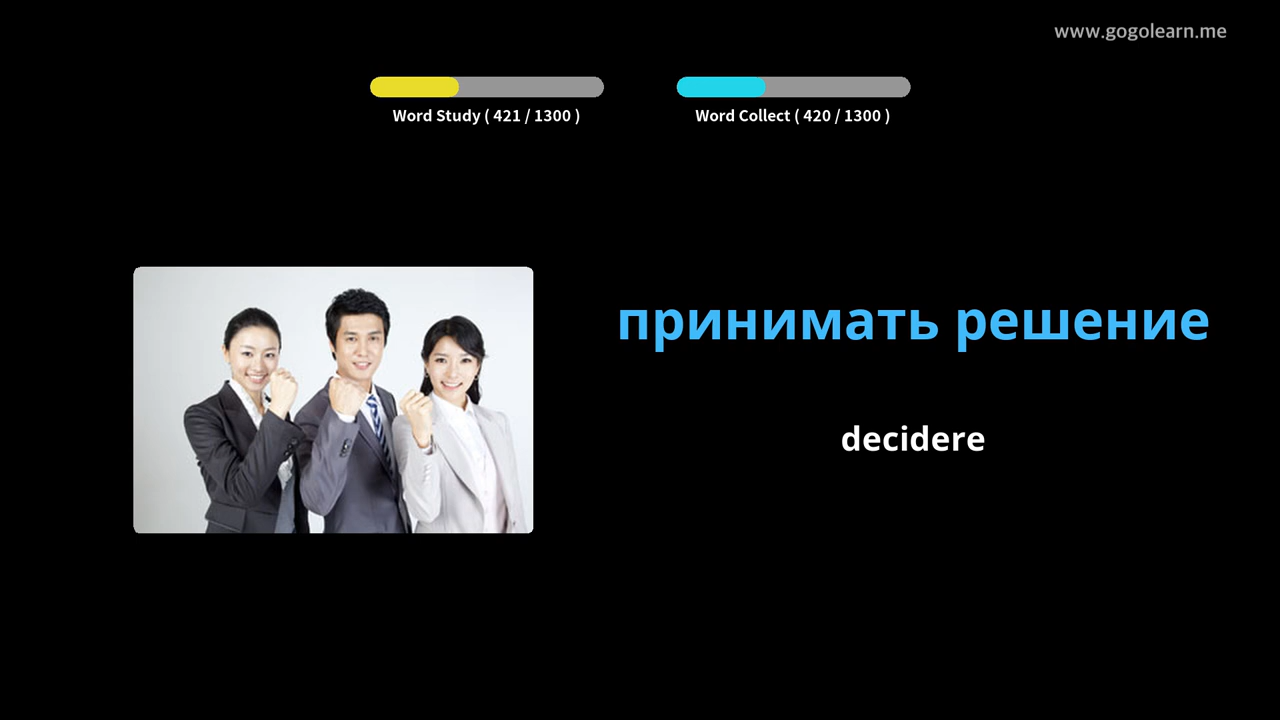 www.gogolearn.me
Word Study ( 421 / 1300 )
Word Collect ( 420 / 1300 )
принимать решение
decidere